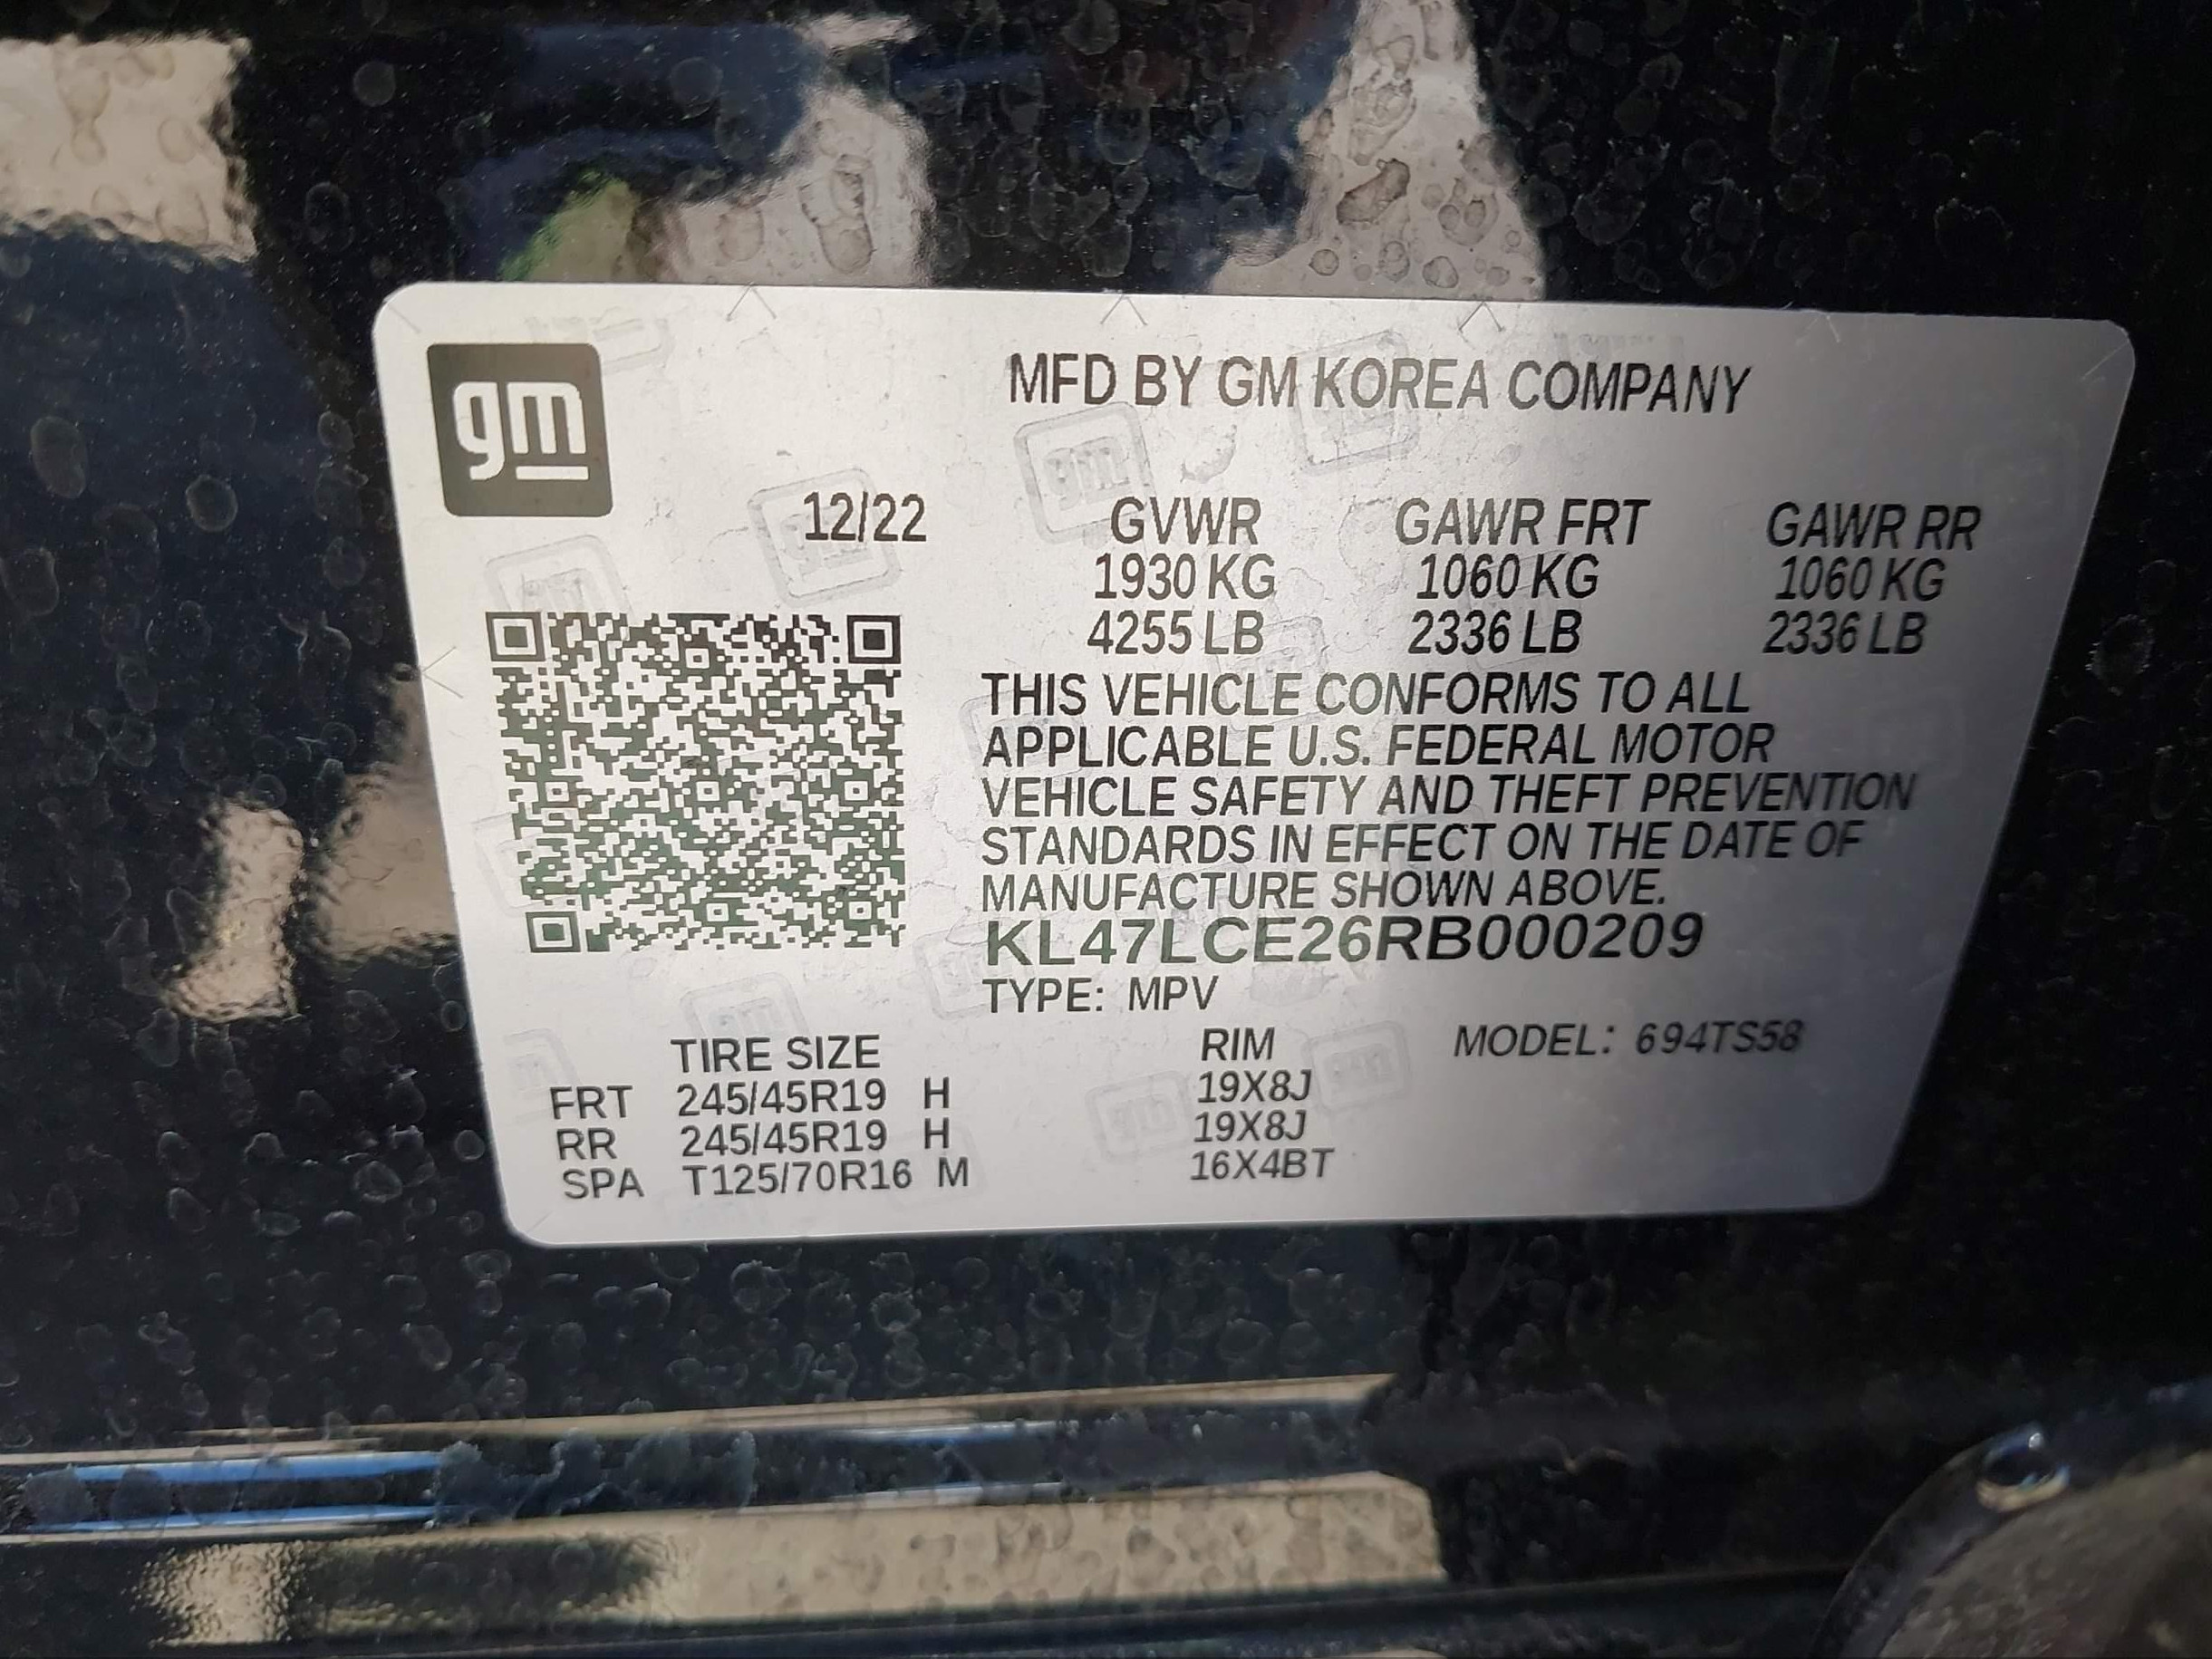 gm
MFD BY GM KOREA COMPANY
12/22 GVWR GAWR FRT GAWR RR
1930 KG 1060 KG 1060 KG
4255 LB 2336 LB 2336 LB
THIS VEHICLE CONFORMS TO ALL
APPLICABLE U.S. FEDERAL MOTOR
VEHICLE SAFETY AND THEFT PREVENTION
STANDARDS IN EFFECT ON THE DATE OF
MANUFACTURE SHOWN ABOVE.
KL47LCE26RB000209
TYPE: MPV
TIRE SIZE RIM MODEL: 694TS58
FRT 245/45R19 H 19X8J
RR 245/45R19 H 19X8J
SPA T125/70R16 M 16X4BT